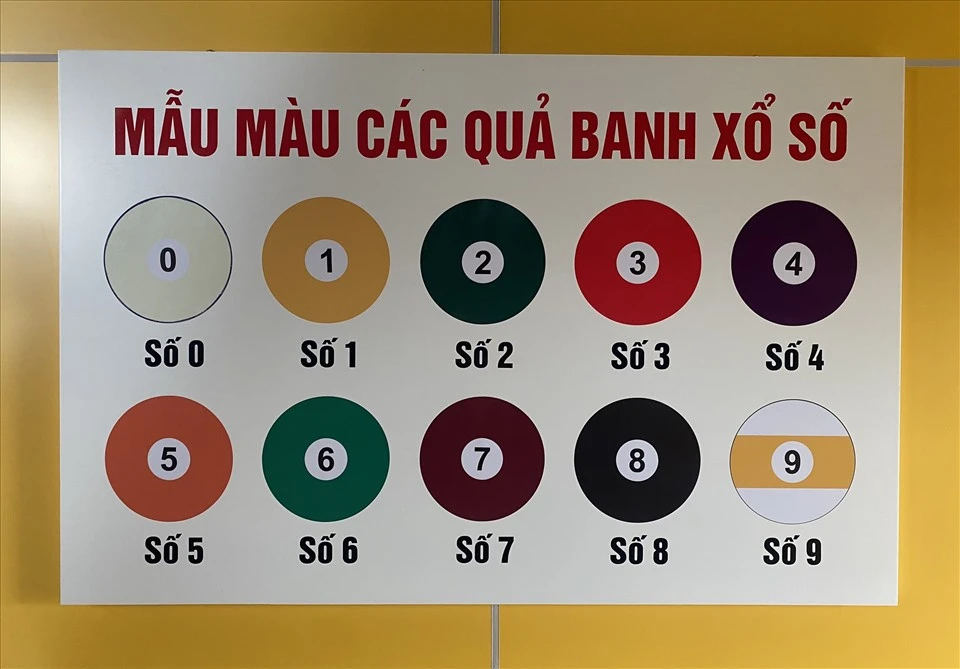 MẪU MÀU CÁC QUẢ BANH XỔ SỐ
0 1 2 3 4
Số 0 Số 1 Số 2 Số 3 Số 4
5 6 7 8 9
Số 5 Số 6 Số 7 Số 8 Số 9